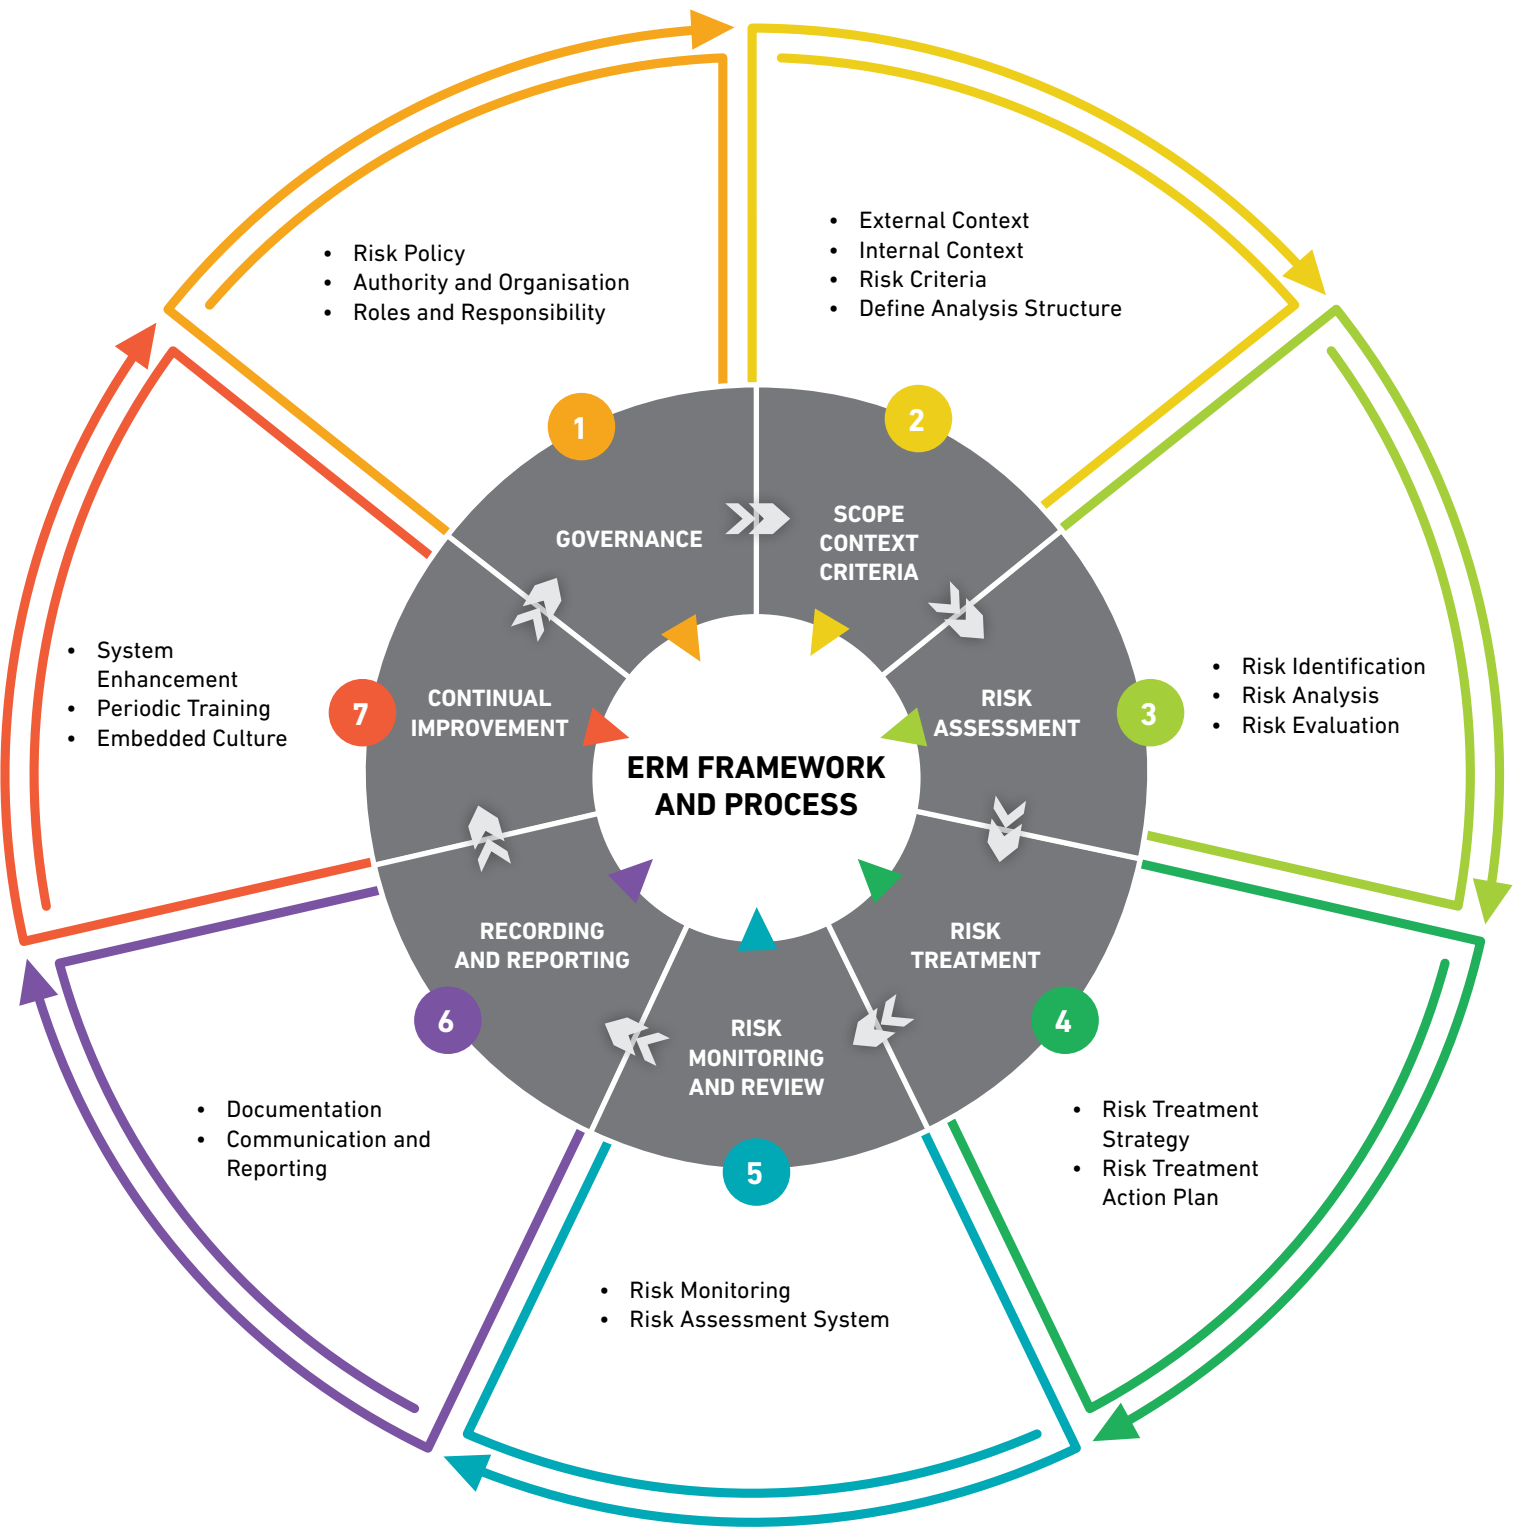 • Risk Policy
• Authority and Organisation
• Roles and Responsibility
1
GOVERNANCE
• External Context
• Internal Context
• Risk Criteria
• Define Analysis Structure
2
SCOPE
CONTEXT
CRITERIA
• Risk Identification
• Risk Analysis
• Risk Evaluation
3
RISK
ASSESSMENT
• Risk Treatment
Strategy
• Risk Treatment
Action Plan
4
RISK
TREATMENT
• Risk Monitoring
• Risk Assessment System
5
RISK
MONITORING
AND REVIEW
• Documentation
• Communication and
Reporting
6
RECORDING
AND REPORTING
• System
Enhancement
• Periodic Training
• Embedded Culture
7
CONTINUAL
IMPROVEMENT
ERM FRAMEWORK
AND PROCESS